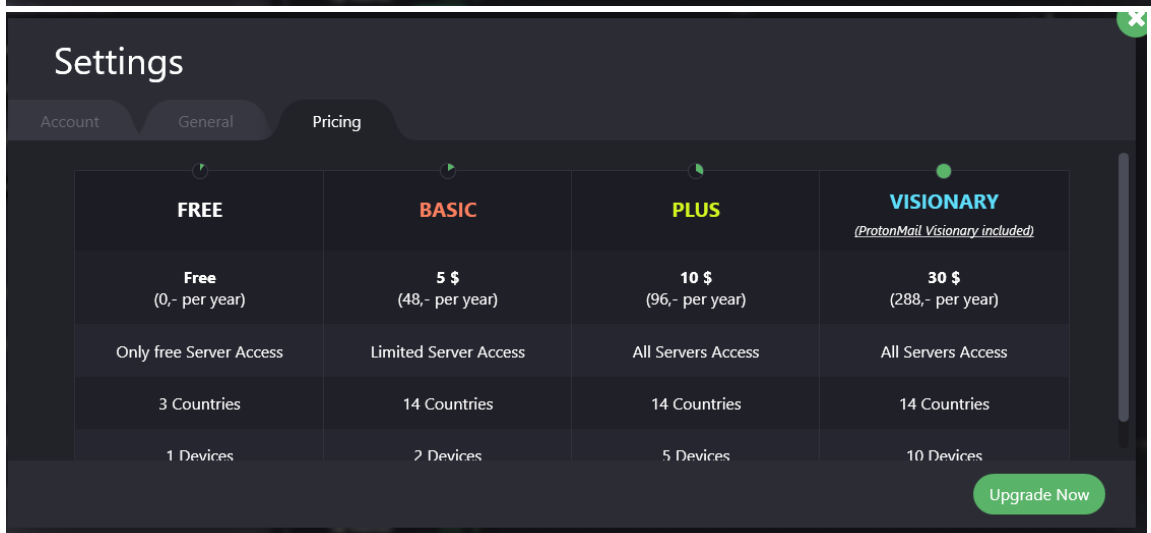 Settings
Account General Pricing
FREE BASIC PLUS VISIONARY
(ProtonMail Visionary included)
Free 5 $ 10 $ 30 $
(0,- per year) (48,- per year) (96,- per year) (288,- per year)
Only free Server Access Limited Server Access All Servers Access All Servers Access
3 Countries 14 Countries 14 Countries 14 Countries
1 Devices 2 Devices 5 Devices 10 Devices
Upgrade Now